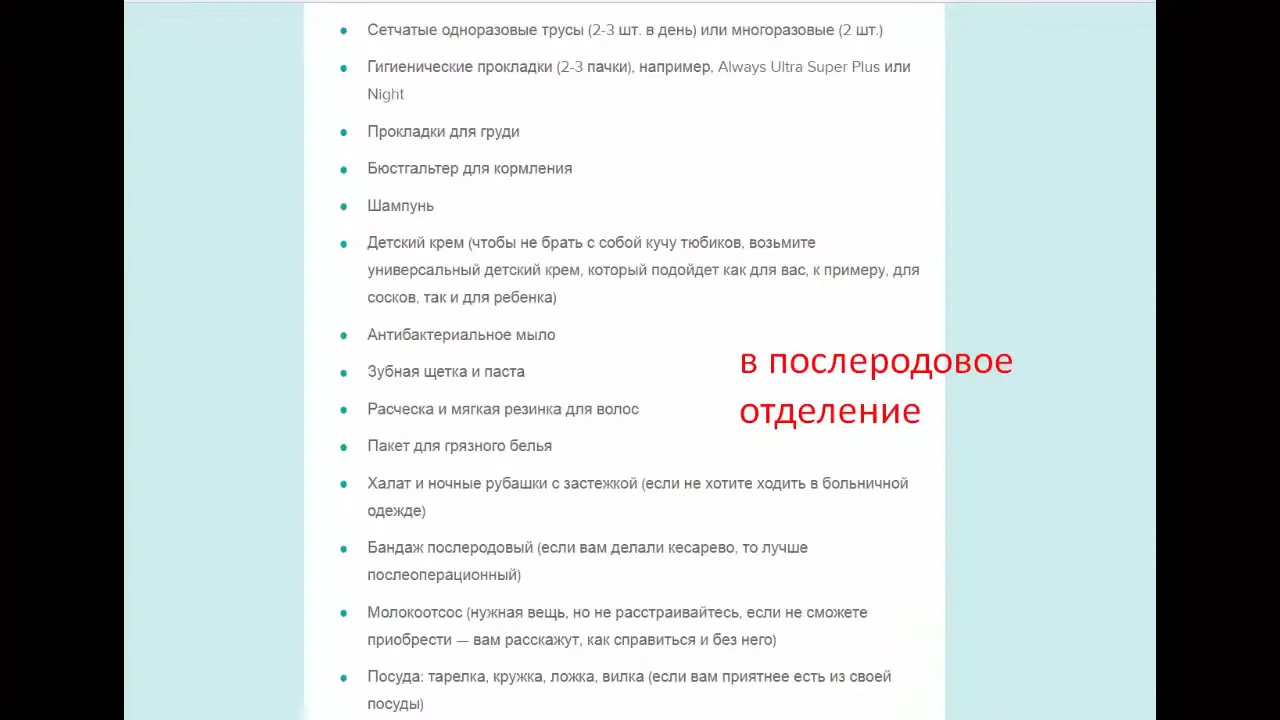 Сетчатые одноразовые трусы (2-3 шт. в день) или многоразовые (2 шт.)
Гигиенические прокладки (2-3 пачки), например, Always Ultra Super Plus или
Night
Прокладки для груди
Бюстгальтер для кормления
Шампунь
Детский крем (чтобы не брать с собой кучу тюбиков, возьмите
универсальный детский крем, который подойдет как для вас, к примеру, для
сосков, так и для ребенка)
Антибактериальное мыло
Зубная щетка и паста
Расческа и мягкая резинка для волос
Пакет для грязного белья
Халат и ночные рубашки с застежкой (если не хотите ходить в больничной
одежде)
Бандаж послеродовый (если вам делали кесарево, то лучше
послеоперационный)
Молокоотсос (нужная вещь, но не расстраивайтесь, если не сможете
приобрести — вам расскажут, как справиться и без него)
Посуда: тарелка, кружка, ложка, вилка (если вам приятнее есть из своей
посуды)
в послеродовое
отделение